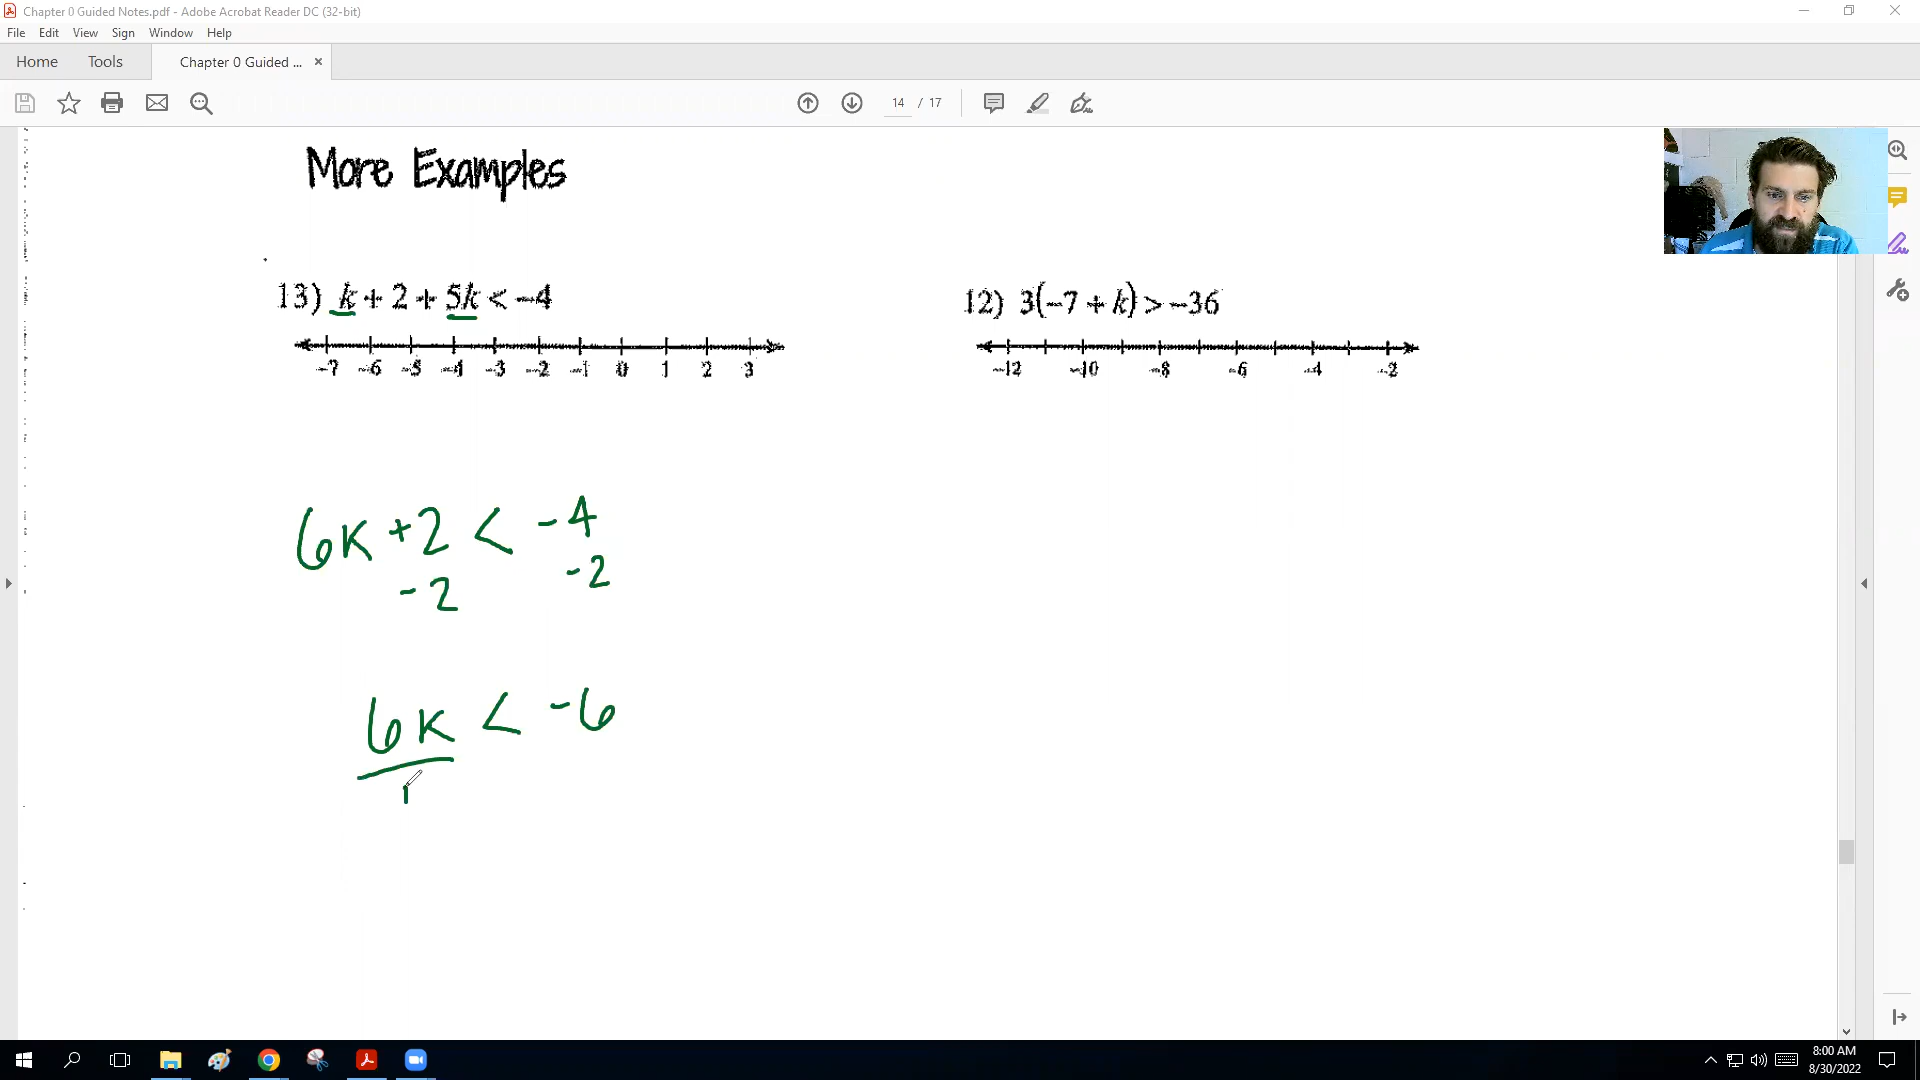 Chapter 0 Guided Notes.pdf - Adobe Acrobat Reader DC (32-bit)
File Edit View Sign Window Help
Home Tools Chapter 0 Guided ... ×
14 / 17
More Examples
13) k + 2 + 5k < -4
-7 -6 -5 -4 -3 -2 -1 0 1 2 3
12) 3(-7 + k) > -36
-12 -10 -8 -6 -4 -2
6k +2 < -4
-2 -2
6k < -6
8:00 AM
8/30/2022